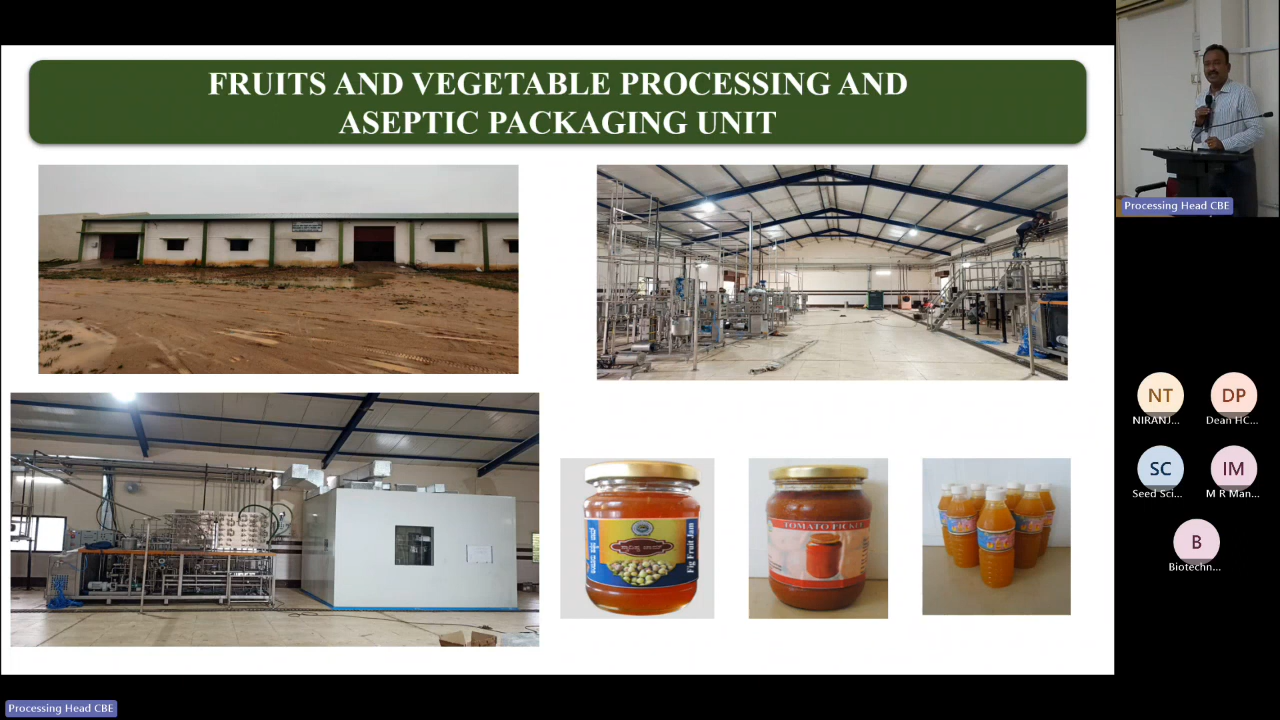 FRUITS AND VEGETABLE PROCESSING AND
ASEPTIC PACKAGING UNIT
Processing Head CBE
NT
DP
NIRANJ...
Dean HC...
SC
IM
Seed Sci...
M R Man...
B
Biotechn...
Fig Fruit Jam
TOMATO PICKLE
Processing Head CBE